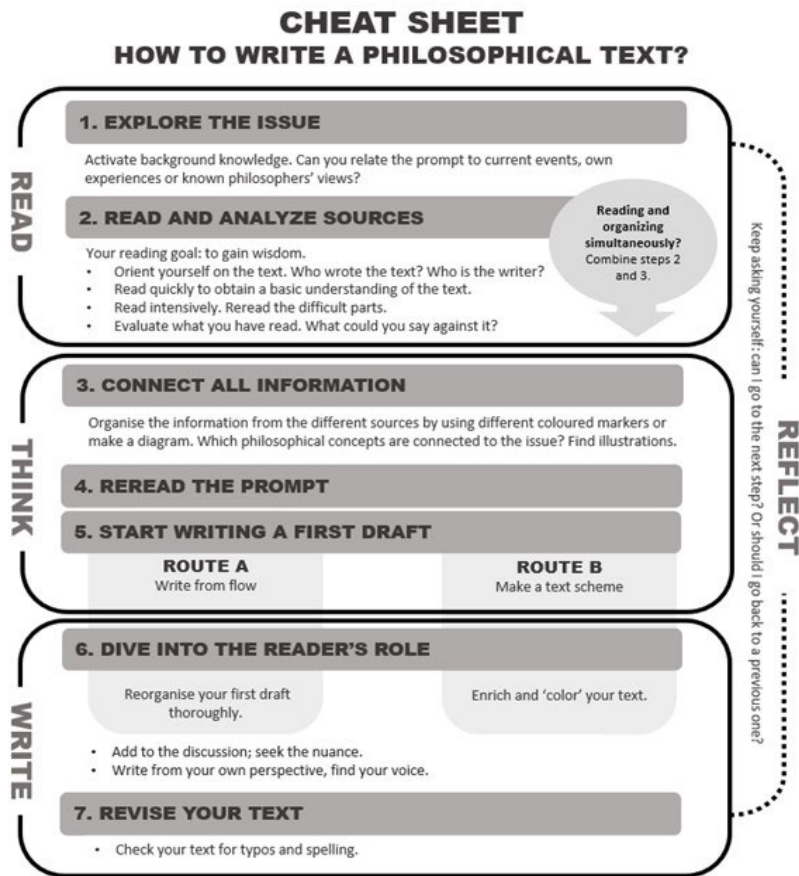 CHEAT SHEET
HOW TO WRITE A PHILOSOPHICAL TEXT?
READ
1. EXPLORE THE ISSUE
Activate background knowledge. Can you relate the prompt to current events, own
experiences or known philosophers' views?
2. READ AND ANALYZE SOURCES
Your reading goal: to gain wisdom.
• Orient yourself on the text. Who wrote the text? Who is the writer?
• Read quickly to obtain a basic understanding of the text.
• Read intensively. Reread the difficult parts.
• Evaluate what you have read. What could you say against it?
Reading and
organizing
simultaneously?
Combine steps 2
and 3.
THINK
3. CONNECT ALL INFORMATION
Organise the information from the different sources by using different coloured markers or
make a diagram. Which philosophical concepts are connected to the issue? Find illustrations.
4. REREAD THE PROMPT
5. START WRITING A FIRST DRAFT
ROUTE A
Write from flow
ROUTE B
Make a text scheme
WRITE
6. DIVE INTO THE READER'S ROLE
Reorganise your first draft
thoroughly.
Enrich and 'color' your text.
• Add to the discussion; seek the nuance.
• Write from your own perspective, find your voice.
7. REVISE YOUR TEXT
• Check your text for typos and spelling.
Keep asking yourself: can I go to the next step? Or should I go back to a previous one?
REFLECT